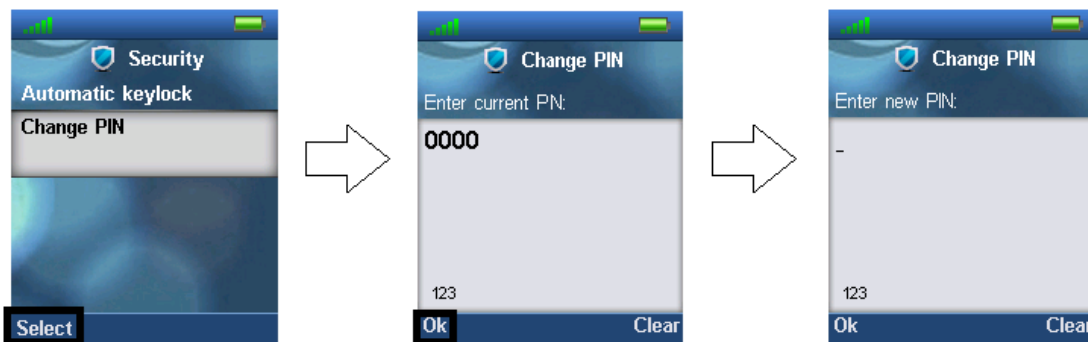 Security
Automatic keylock
Change PIN
Select
Change PIN
Enter current PN:
0000
123
Ok Clear
Change PIN
Enter new PIN:
-
123
Ok Clear